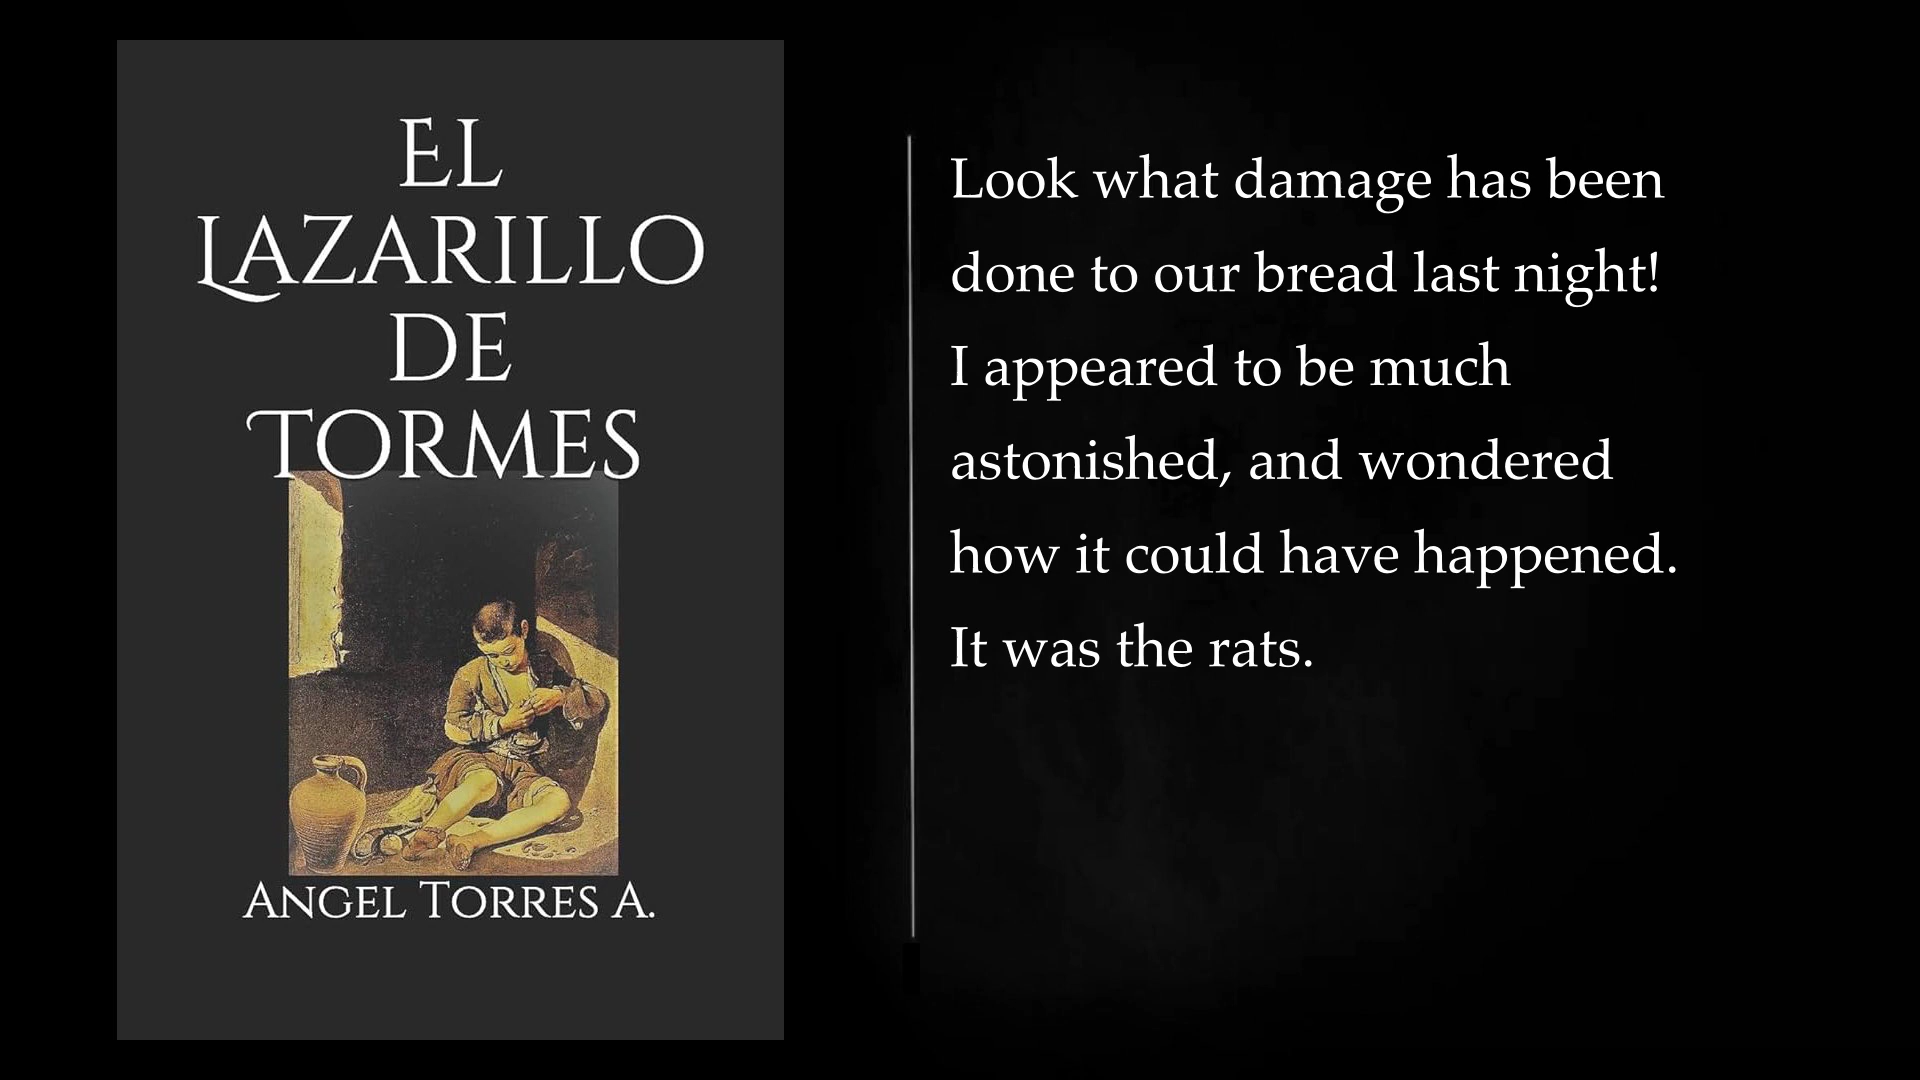 EL
LAZARILLO
DE
TORMES
ANGEL TORRES A.
Look what damage has been
done to our bread last night!
I appeared to be much
astonished, and wondered
how it could have happened.
It was the rats.